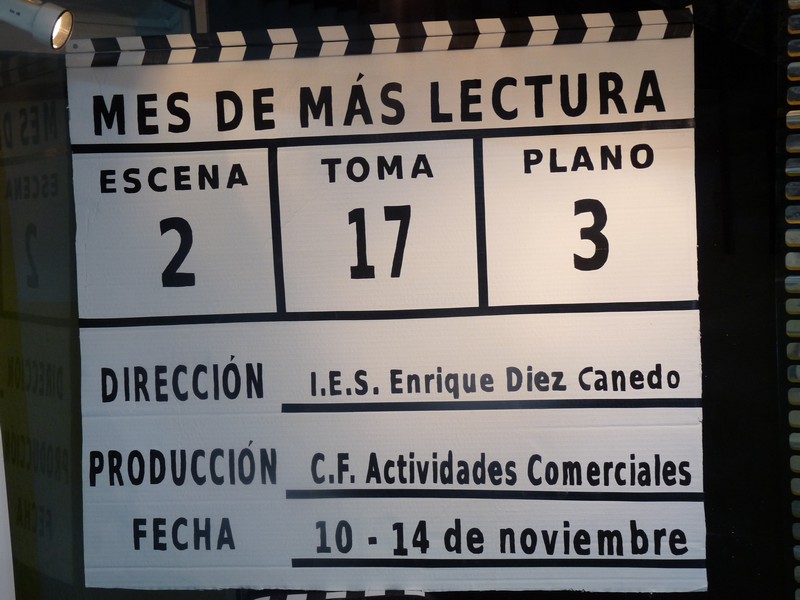 MES DE MÁS LECTURA
ESCENA TOMA PLANO
2 17 3
DIRECCIÓN I.E.S. Enrique Diez Canedo
PRODUCCIÓN C.F. Actividades Comerciales
FECHA 10 - 14 de noviembre